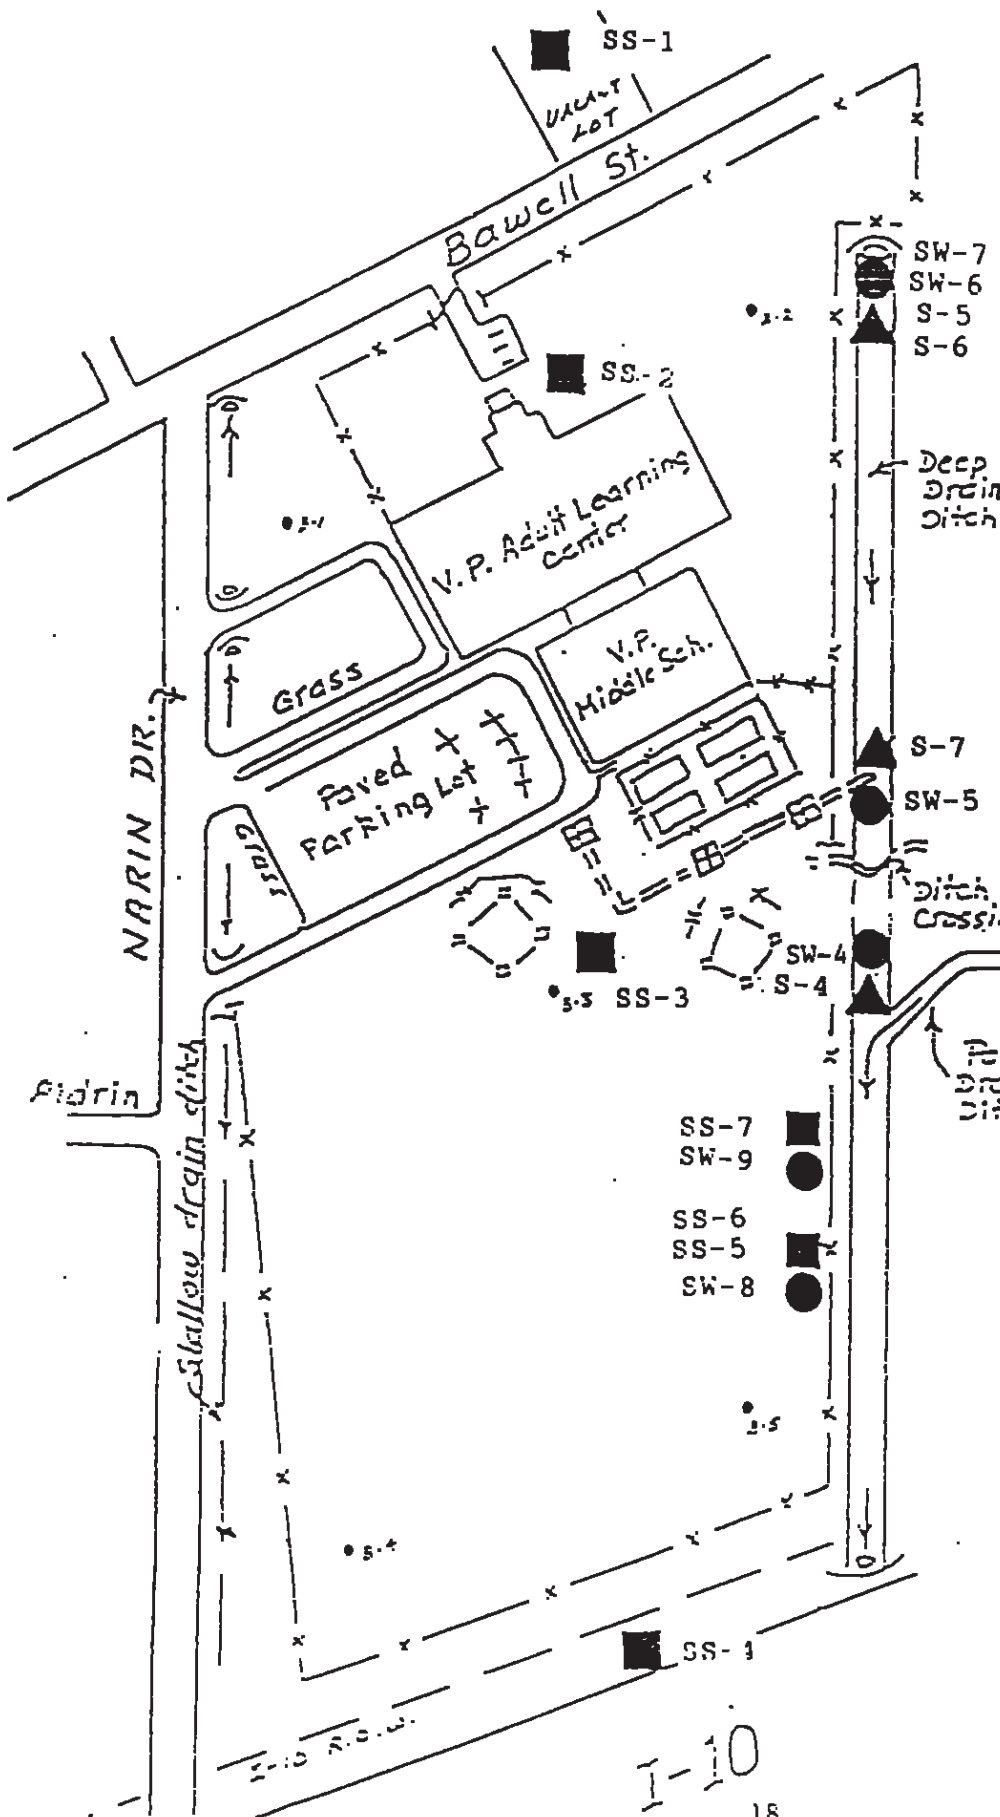 SS-1
VACANT
LOT
Bawell St.
SW-7
SW-6
S-5
S-6
SS-2
Deep
Drain
Ditch
V.P. Adult Learning
center
V.P.
Middle Sch.
Grass
NARIN DR.
Paved
Parking Lot
Grass
S-7
SW-5
Ditch
SW-4
S-4
SS-3
Aldrin
Shallow drain ditch
SS-7
SW-9
SS-6
SS-5
SW-8
I-10 R.O.W.
I-10
18